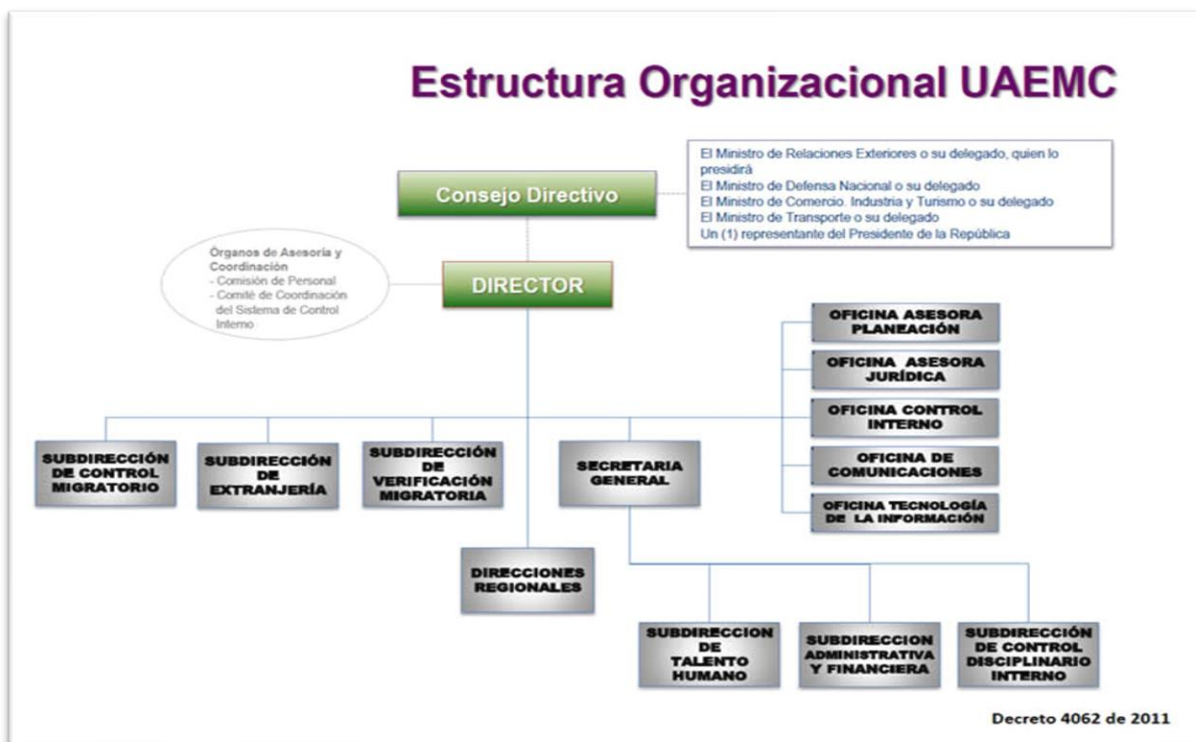 Estructura Organizacional UAEMC
El Ministro de Relaciones Exteriores o su delegado, quien lo
presidirá
El Ministro de Defensa Nacional o su delegado
El Ministro de Comercio. Industria y Turismo o su delegado
El Ministro de Transporte o su delegado
Un (1) representante del Presidente de la República
Consejo Directivo
Órganos de Asesoría y
Coordinación
- Comisión de Personal
- Comité de Coordinación
del Sistema de Control
Interno
DIRECTOR
OFICINA ASESORA
PLANEACIÓN
OFICINA ASESORA
JURÍDICA
OFICINA CONTROL
INTERNO
OFICINA DE
COMUNICACIONES
OFICINA TECNOLOGÍA
DE LA INFORMACIÓN
SUBDIRECCIÓN
DE CONTROL
MIGRATORIO
SUBDIRECCIÓN
DE
EXTRANJERÍA
SUBDIRECCIÓN
DE
VERIFICACIÓN
MIGRATORIA
SECRETARIA
GENERAL
DIRECCIONES
REGIONALES
SUBDIRECCION
DE
TALENTO
HUMANO
SUBDIRECCION
ADMINISTRATIVA
Y FINANCIERA
SUBDIRECCIÓN
DE CONTROL
DISCIPLINARIO
INTERNO
Decreto 4062 de 2011